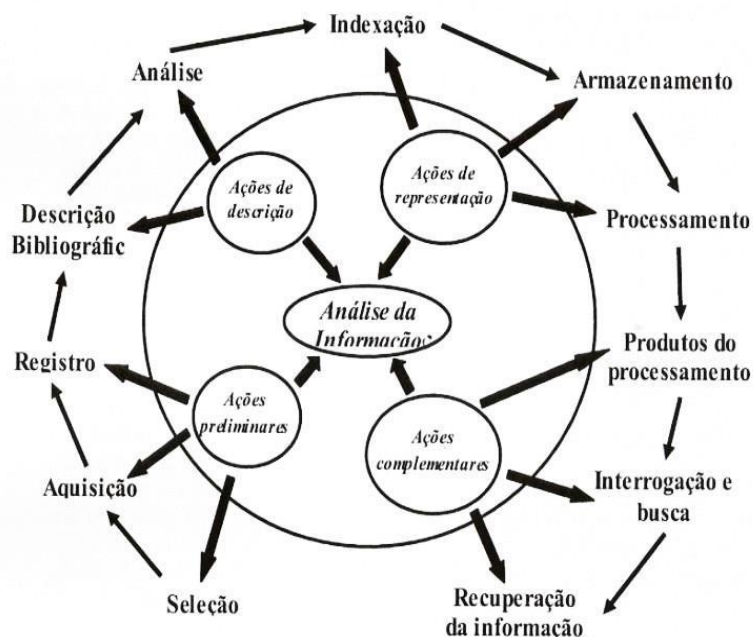 Indexação
Análise
Armazenamento
Ações de
descrição
Ações de
representação
Descrição
Bibliográfic
Processamento
Análise da
Informaçãoc
Registro
Produtos do
processamento
Ações
preliminares
Ações
complementares
Aquisição
Interrogação e
busca
Seleção
Recuperação
da informação